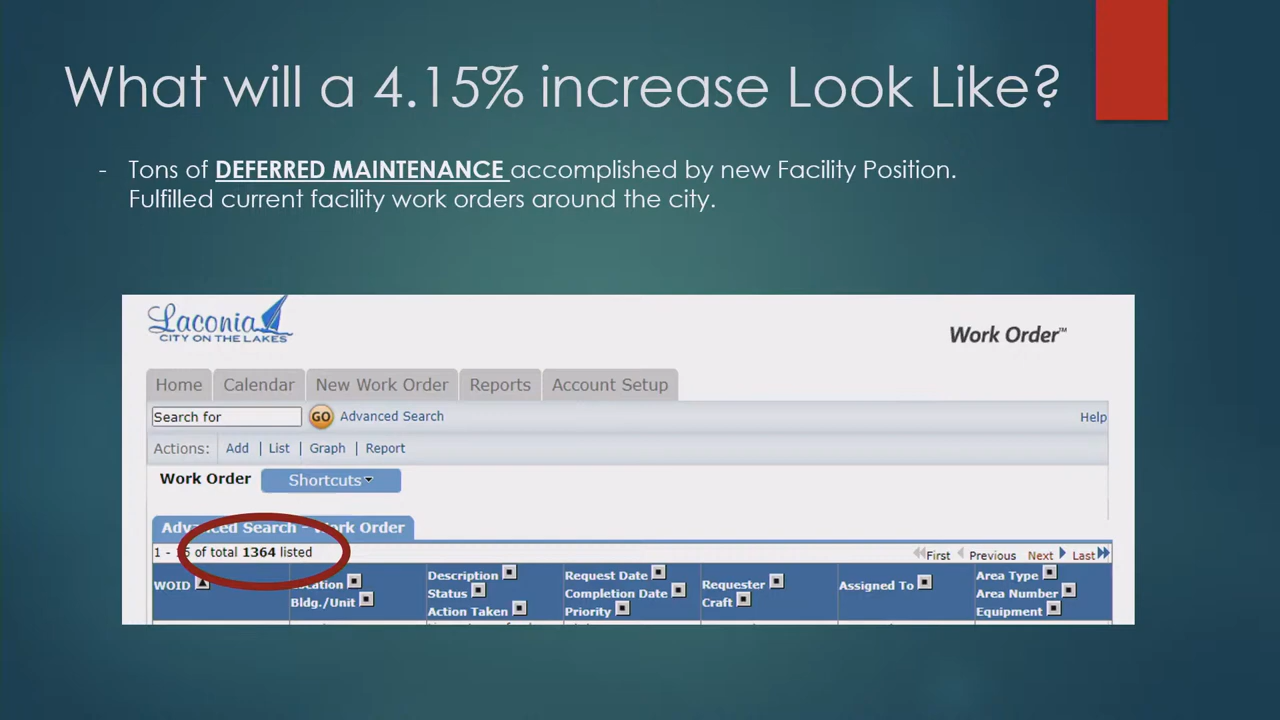 What will a 4.15% increase Look Like?
- Tons of DEFERRED MAINTENANCE accomplished by new Facility Position.
Fulfilled current facility work orders around the city.
Laconia
CITY ON THE LAKES
Work Order™
Home Calendar New Work Order Reports Account Setup
Search for GO Advanced Search Help
Actions: Add | List | Graph | Report
Work Order Shortcuts
Advanced Search - Work Order
1 - of total 1364 listed First Previous Next Last
WOID
Location
Bldg./Unit
Description
Status
Action Taken
Request Date
Completion Date
Priority
Requester
Craft
Assigned To
Area Type
Area Number
Equipment